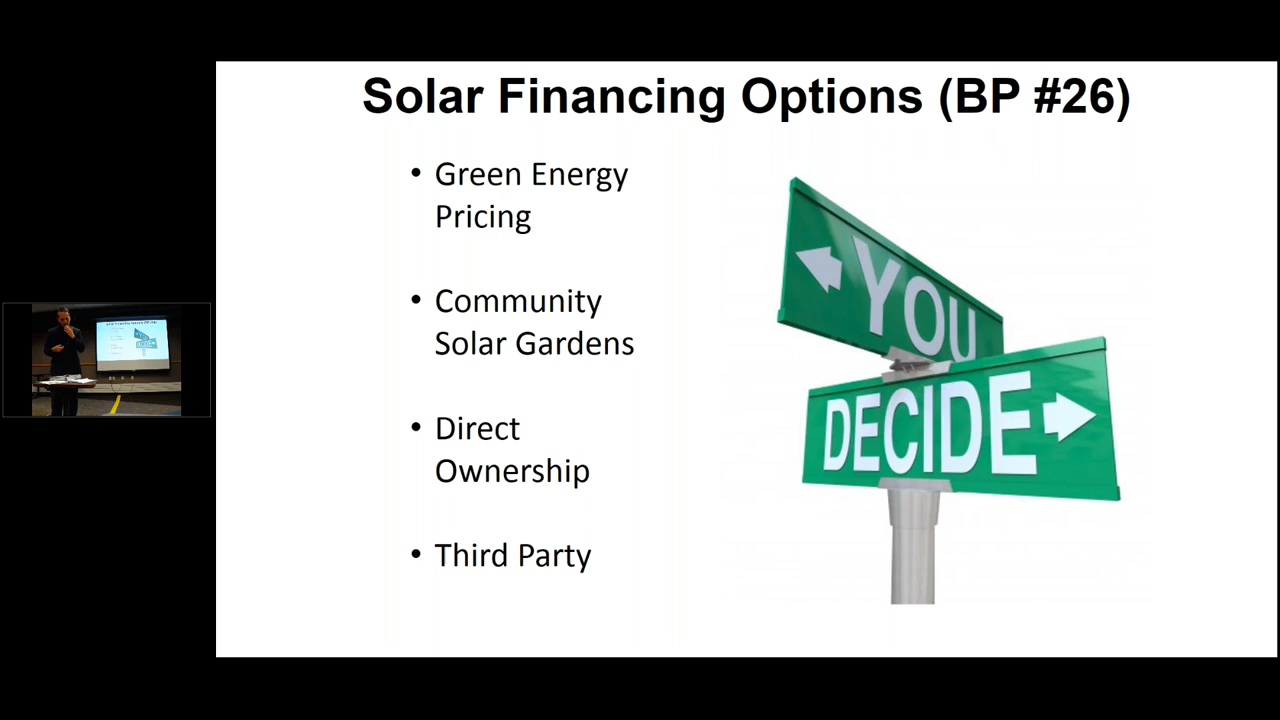 Solar Financing Options (BP #26)
• Green Energy
Pricing
• Community
Solar Gardens
• Direct
Ownership
• Third Party
YOU
DECIDE